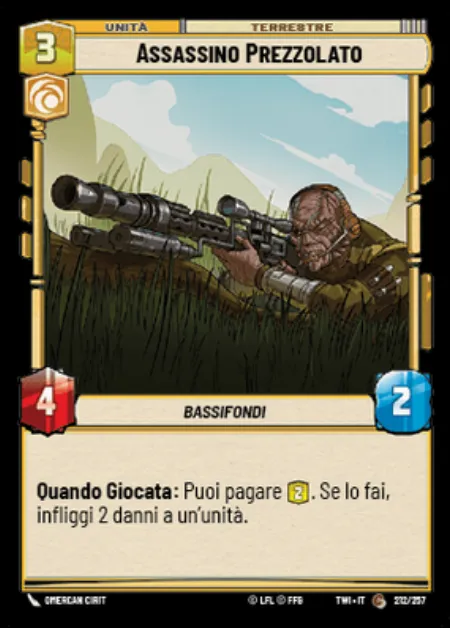 UNITÀ
TERRESTRE
3
ASSASSINO PREZZOLATO
4
BASSIFONDI
2
Quando Giocata: Puoi pagare 2. Se lo fai,
infliggi 2 danni a un'unità.
OMERCAN CIRIT
© LFL © FFG
TWI • IT
C
212/257